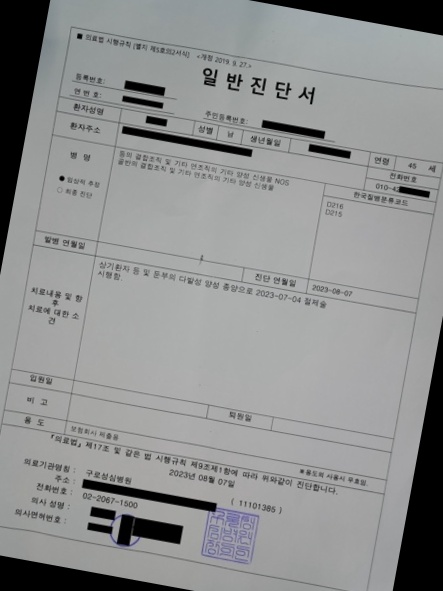 ■ 의료법 시행규칙 [별지 제5호의2서식] <개정 2019. 9. 27.>
일 반 진 단 서
등록번호:
연 번 호:
주민등록번호:
환자성명 성별 남 생년월일 연령 45 세
환자주소 전화번호
010-4
병 명 등의 결합조직 및 기타 연조직의 기타 양성 신생물 NOS 한국질병분류코드
골반의 결합조직 및 기타 연조직의 기타 양성 신생물 D216
● 임상적 추정 D215
○ 최종 진단
발병 연월일 진단 연월일 2023-08-07
치료내용 및 향후 치료에 대한 소견
상기환자 등 및 둔부의 다발성 양성 종양으로 2023-07-04 절제술
시행함
입원일 퇴원일
비 고
용 도 보험회사 제출용 ※용도외 사용시 무효임.
「의료법」 제17조 및 같은 법 시행규칙 제9조제1항에 따라 위와같이 진단합니다.
2023년 08월 07일
의료기관명칭 : 구로성심병원 ( 11101385 )
주소 :
전화번호 : 02-2067-1500
의사 성명 :
의사면허번호 :